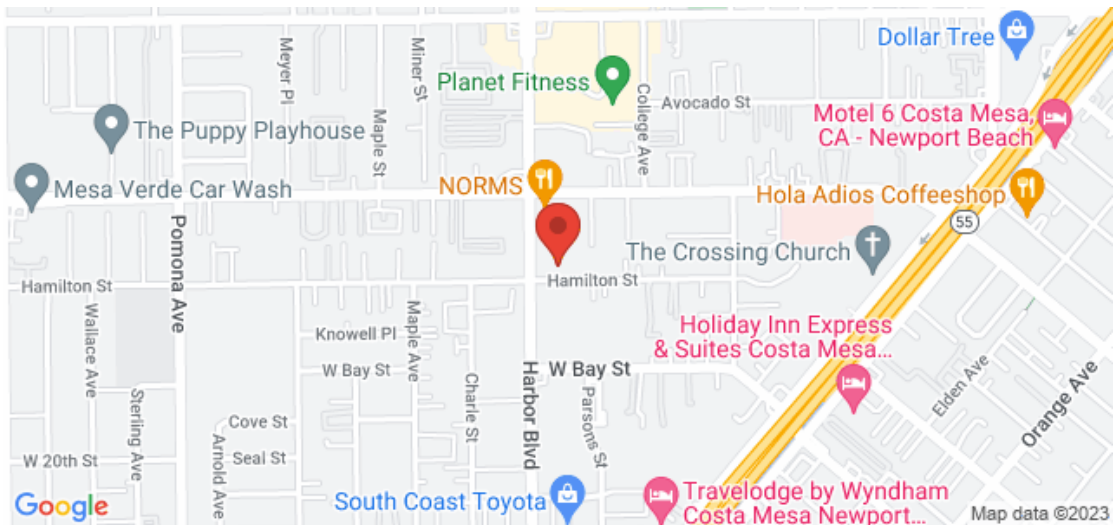 Dollar Tree
Meyer Pl
Miner St
Planet Fitness
College Ave
Avocado St
Maple St
Motel 6 Costa Mesa,
CA - Newport Beach
The Puppy Playhouse
Mesa Verde Car Wash
NORMS
Hola Adios Coffeeshop
55
Pomona Ave
The Crossing Church
Hamilton St
Hamilton St
Wallace Ave
Maple Ave
Knowell Pl
Holiday Inn Express
& Suites Costa Mesa...
W Bay St
W Bay St
Harbor Blvd
Charle St
Parsons St
Elden Ave
Orange Ave
Sterling Ave
Cove St
Arnold Ave
Seal St
W 20th St
South Coast Toyota
Travelodge by Wyndham
Costa Mesa Newport...
Google
Map data ©2023